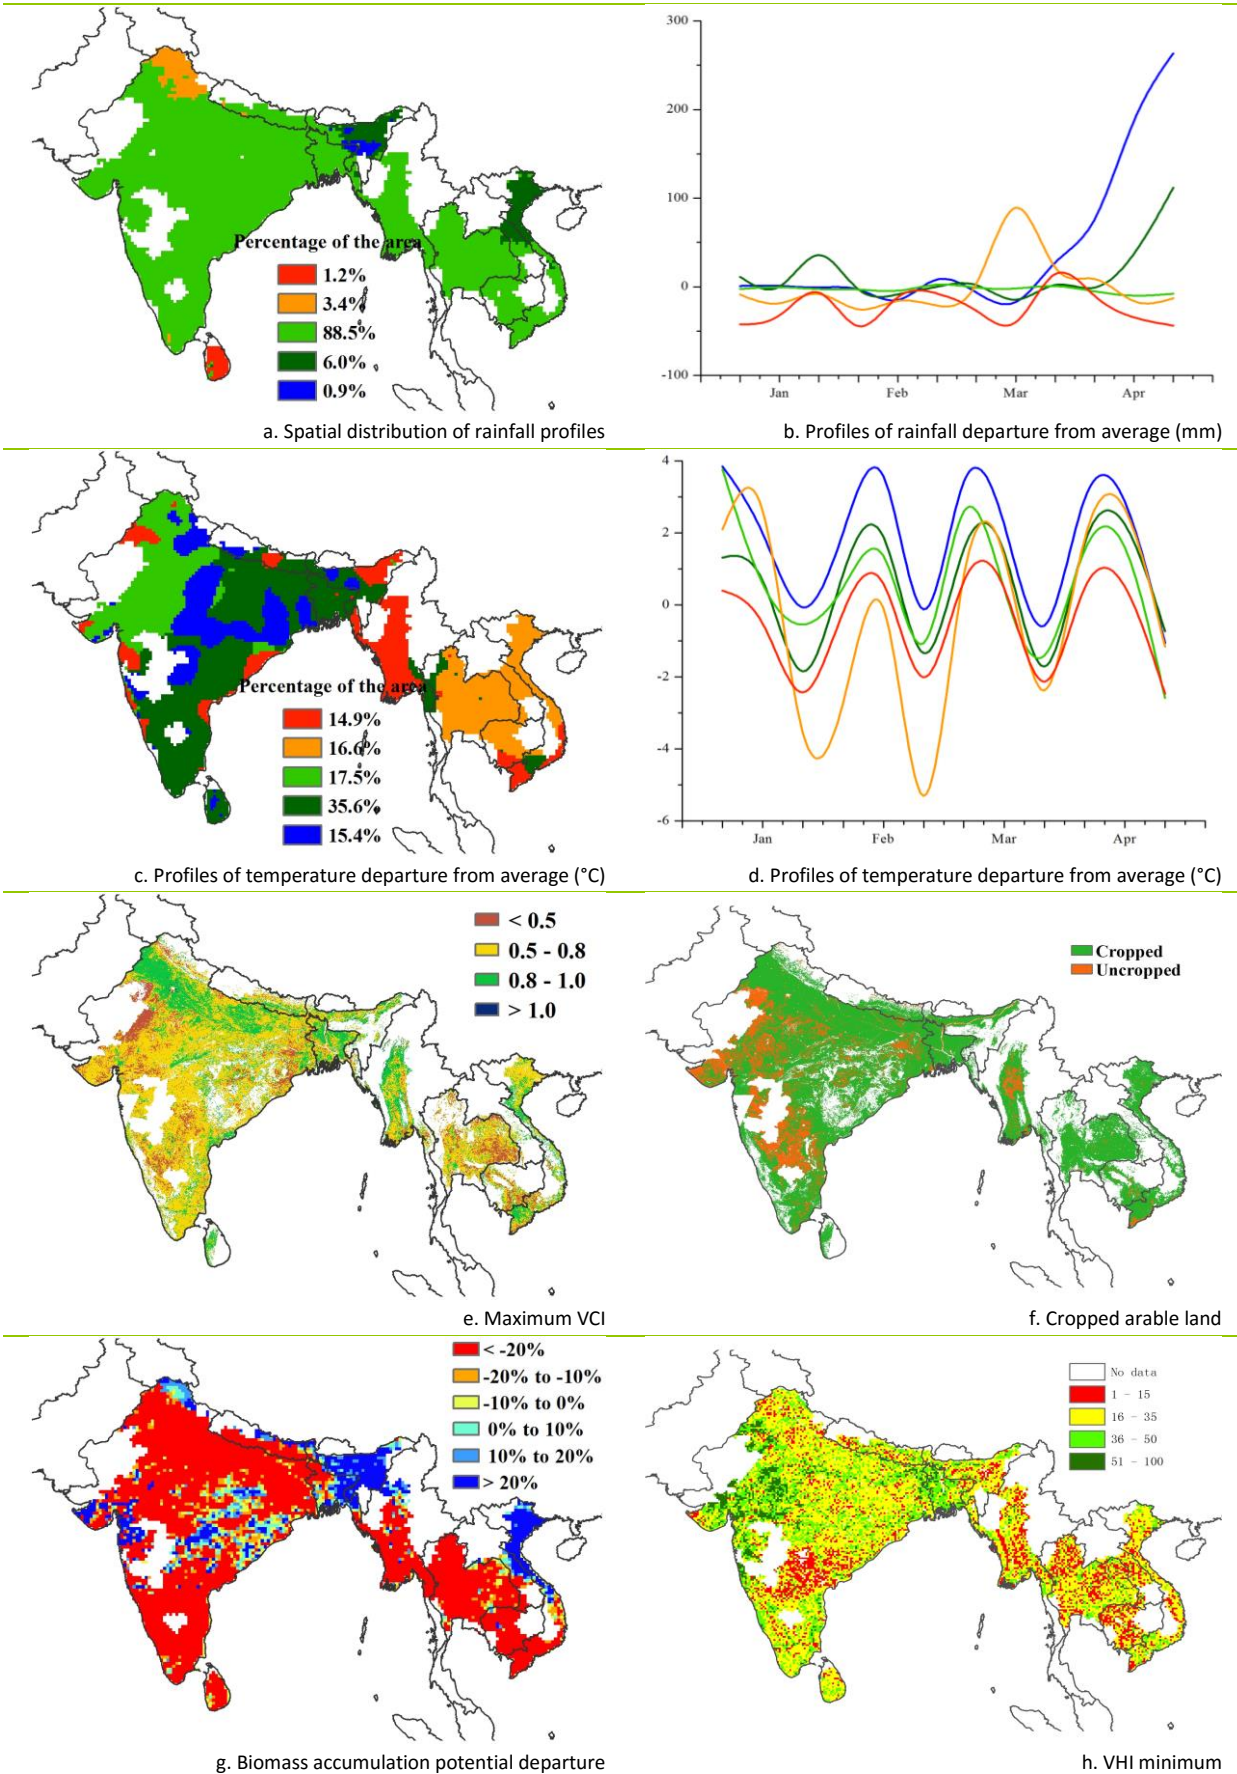 300
200
100
0
-100
Jan Feb Mar Apr
Percentage of the area
1.2%
3.4%
88.5%
6.0%
0.9%
a. Spatial distribution of rainfall profiles
b. Profiles of rainfall departure from average (mm)
4
2
0
-2
-4
-6
Jan Feb Mar Apr
Percentage of the area
14.9%
16.6%
17.5%
35.6%
15.4%
c. Profiles of temperature departure from average (°C)
d. Profiles of temperature departure from average (°C)
< 0.5
0.5 - 0.8
0.8 - 1.0
> 1.0
Cropped
Uncropped
e. Maximum VCI
f. Cropped arable land
< -20%
-20% to -10%
-10% to 0%
0% to 10%
10% to 20%
> 20%
No data
1 - 15
16 - 35
36 - 50
51 - 100
g. Biomass accumulation potential departure
h. VHI minimum